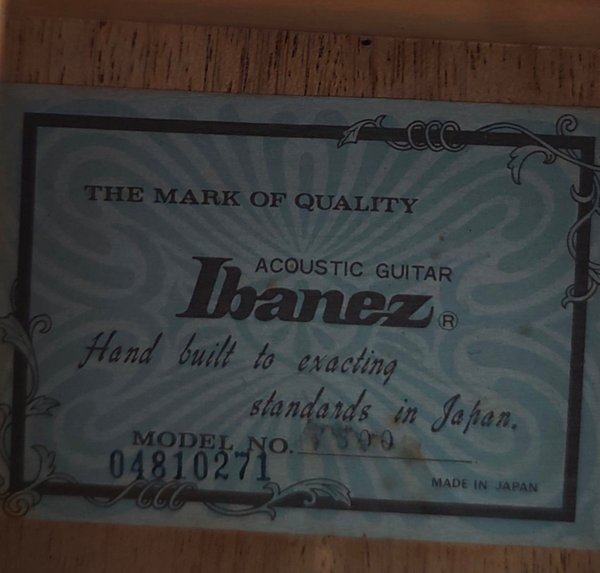 THE MARK OF QUALITY
ACOUSTIC GUITAR
Ibanez®
Hand built to exacting
standards in Japan.
MODEL NO.
04810271
MADE IN JAPAN